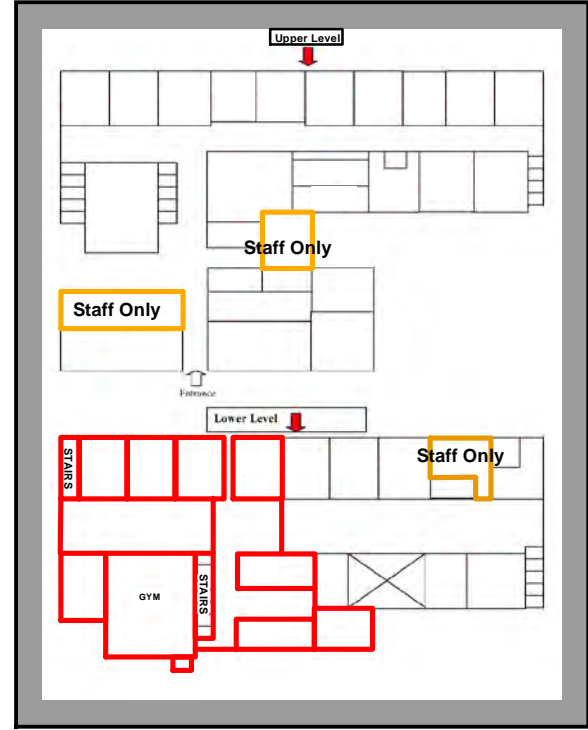 Upper Level
Staff Only
Staff Only
Entrance
Lower Level
Staff Only
STAIRS
STAIRS
GYM